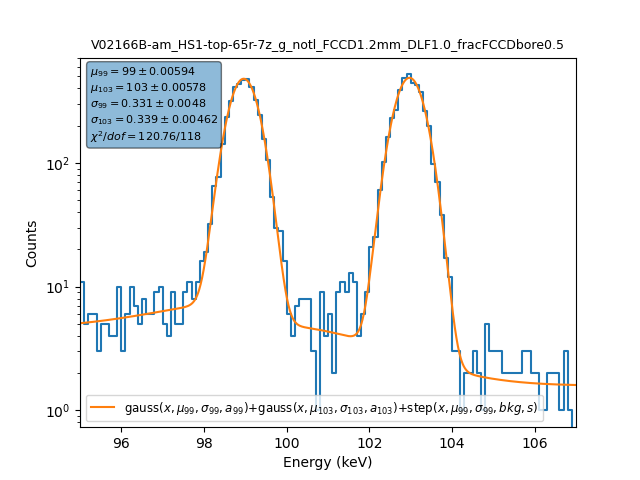 V02166B-am_HS1-top-65r-7z_g_notl_FCCD1.2mm_DLF1.0_fracFCCDbore0.5
μ₉₉ = 99 ± 0.00594
μ₁₀₃ = 103 ± 0.00578
σ₉₉ = 0.331 ± 0.0048
σ₁₀₃ = 0.339 ± 0.00462
χ²/dof = 120.76/118
10²
10¹
10⁰
Counts
gauss(x, μ₉₉, σ₉₉, a₉₉)+gauss(x, μ₁₀₃, σ₁₀₃, a₁₀₃)+step(x, μ₉₉, σ₉₉, bkg, s)
96 98 100 102 104 106
Energy (keV)